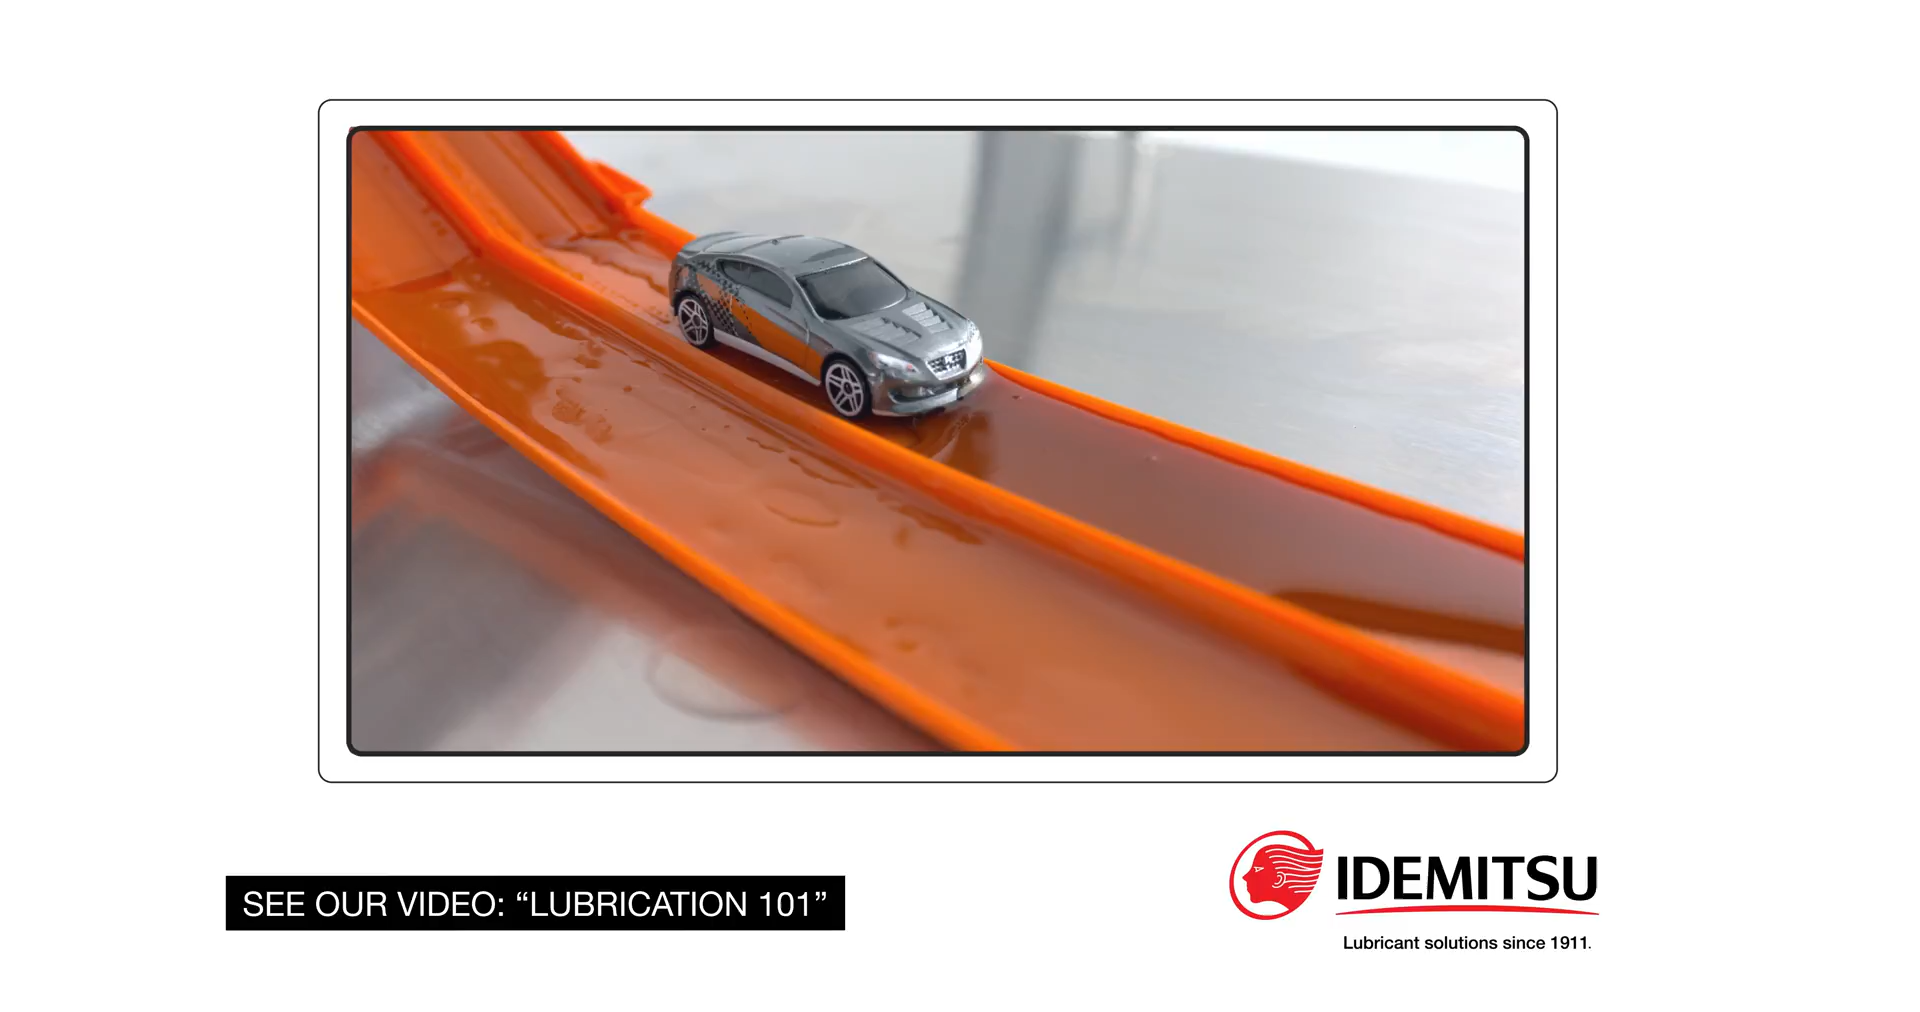 SEE OUR VIDEO: “LUBRICATION 101”
IDEMITSU
Lubricant solutions since 1911.